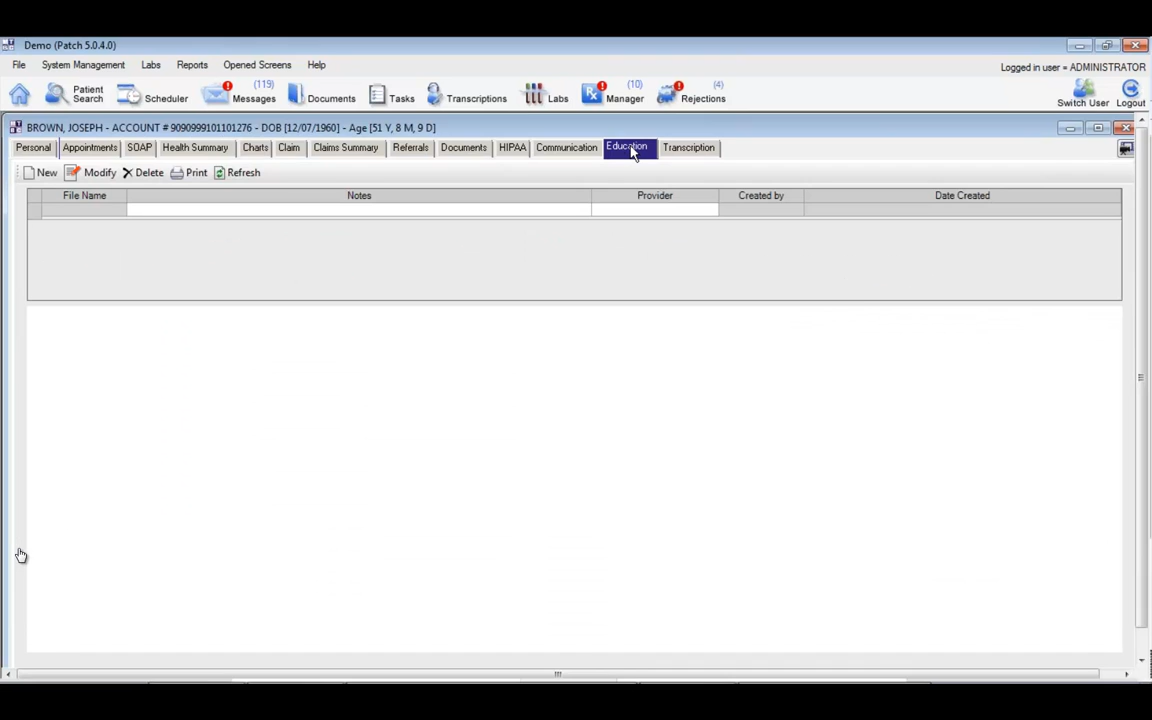 Demo (Patch 5.0.4.0)
File System Management Labs Reports Opened Screens Help
Logged in user = ADMINISTRATOR
Patient Search Scheduler (119) Messages Documents Tasks Transcriptions Labs (10) Manager (4) Rejections Switch User Logout
BROWN, JOSEPH - ACCOUNT # 9090999101101276 - DOB [12/07/1960] - Age [51 Y, 8 M, 9 D]
Personal Appointments SOAP Health Summary Charts Claim Claims Summary Referrals Documents HIPAA Communication Education Transcription
New Modify Delete Print Refresh
File Name Notes Provider Created by Date Created